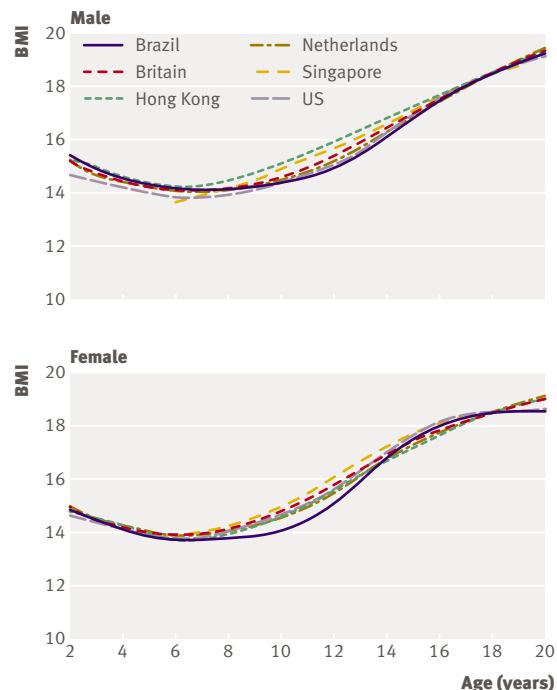 Male
BMI
20
18
16
14
12
10
Brazil
Netherlands
Britain
Singapore
Hong Kong
US
Female
BMI
20
18
16
14
12
10
2 4 6 8 10 12 14 16 18 20
Age (years)